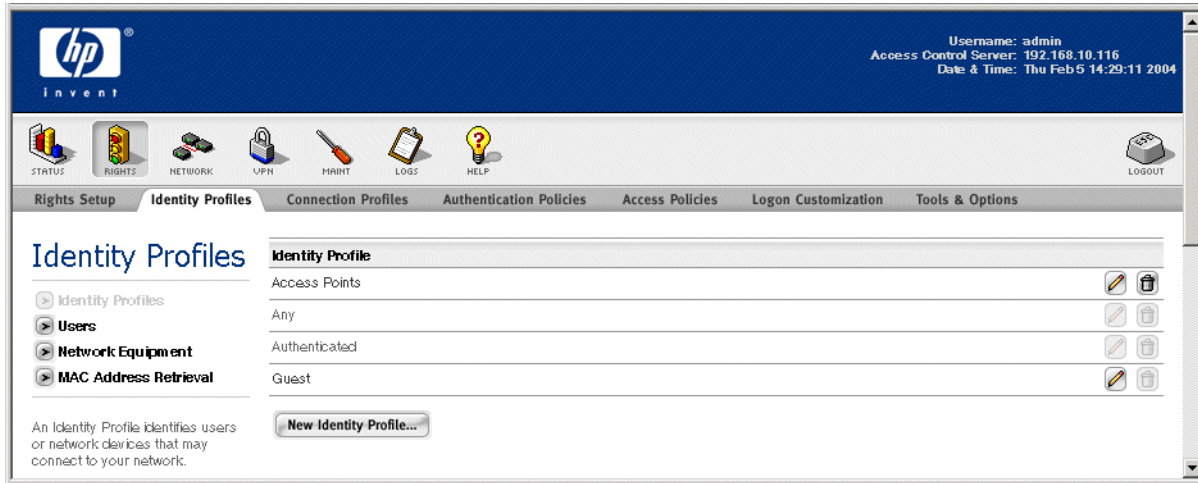 hp
®
invent
Username: admin
Access Control Server: 192.168.10.116
Date & Time: Thu Feb 5 14:29:11 2004
STATUS RIGHTS NETWORK VPN MAINT LOGS HELP LOGOUT
Rights Setup Identity Profiles Connection Profiles Authentication Policies Access Policies Logon Customization Tools & Options
Identity Profiles
Identity Profiles
Users
Network Equipment
MAC Address Retrieval
An Identity Profile identifies users
or network devices that may
connect to your network.
Identity Profile
Access Points
Any
Authenticated
Guest
New Identity Profile...